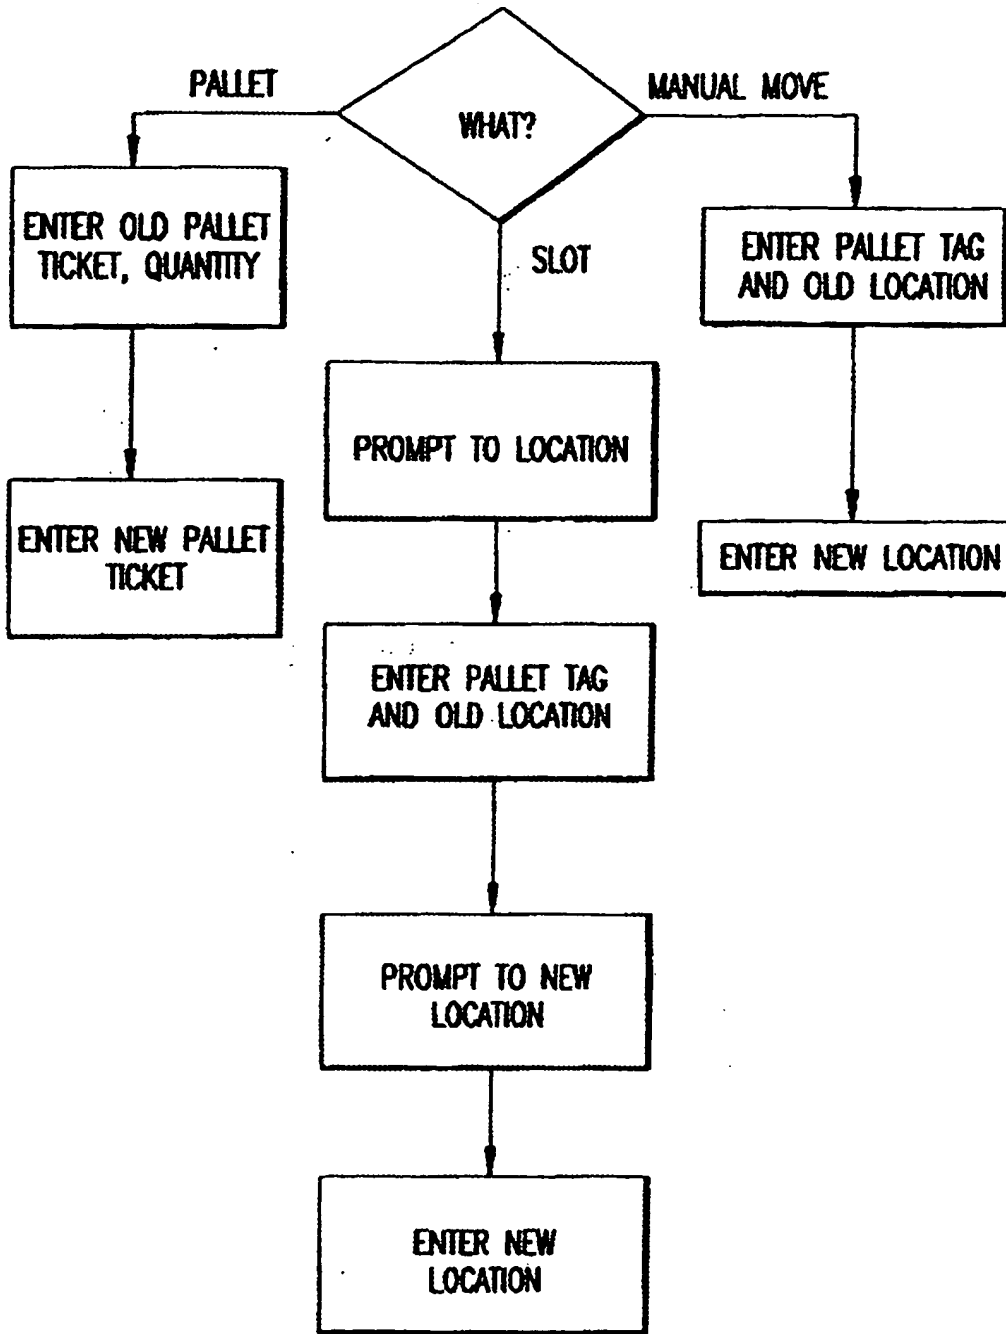 PALLET
WHAT?
MANUAL MOVE
ENTER OLD PALLET
TICKET, QUANTITY
SLOT
ENTER PALLET TAG
AND OLD LOCATION
PROMPT TO LOCATION
ENTER NEW PALLET
TICKET
ENTER NEW LOCATION
ENTER PALLET TAG
AND OLD LOCATION
PROMPT TO NEW
LOCATION
ENTER NEW
LOCATION